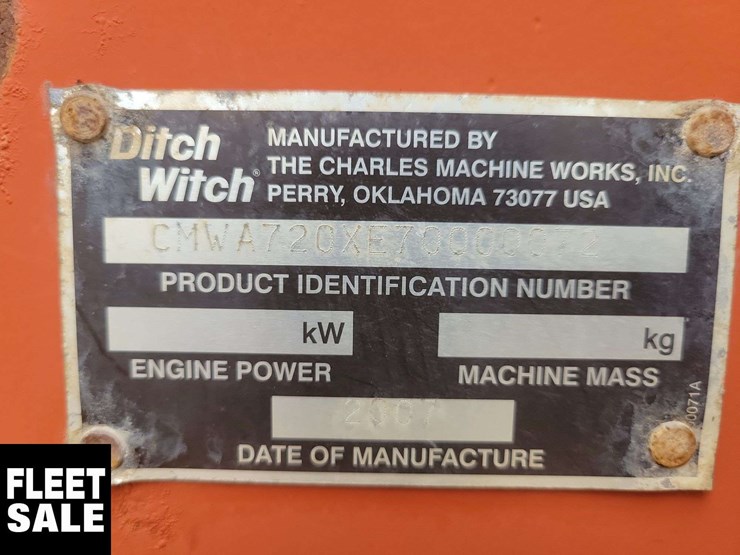 Ditch
Witch®
MANUFACTURED BY
THE CHARLES MACHINE WORKS, INC.
PERRY, OKLAHOMA 73077 USA
PRODUCT IDENTIFICATION NUMBER
kW
kg
ENGINE POWER
MACHINE MASS
2007
DATE OF MANUFACTURE
FLEET
SALE